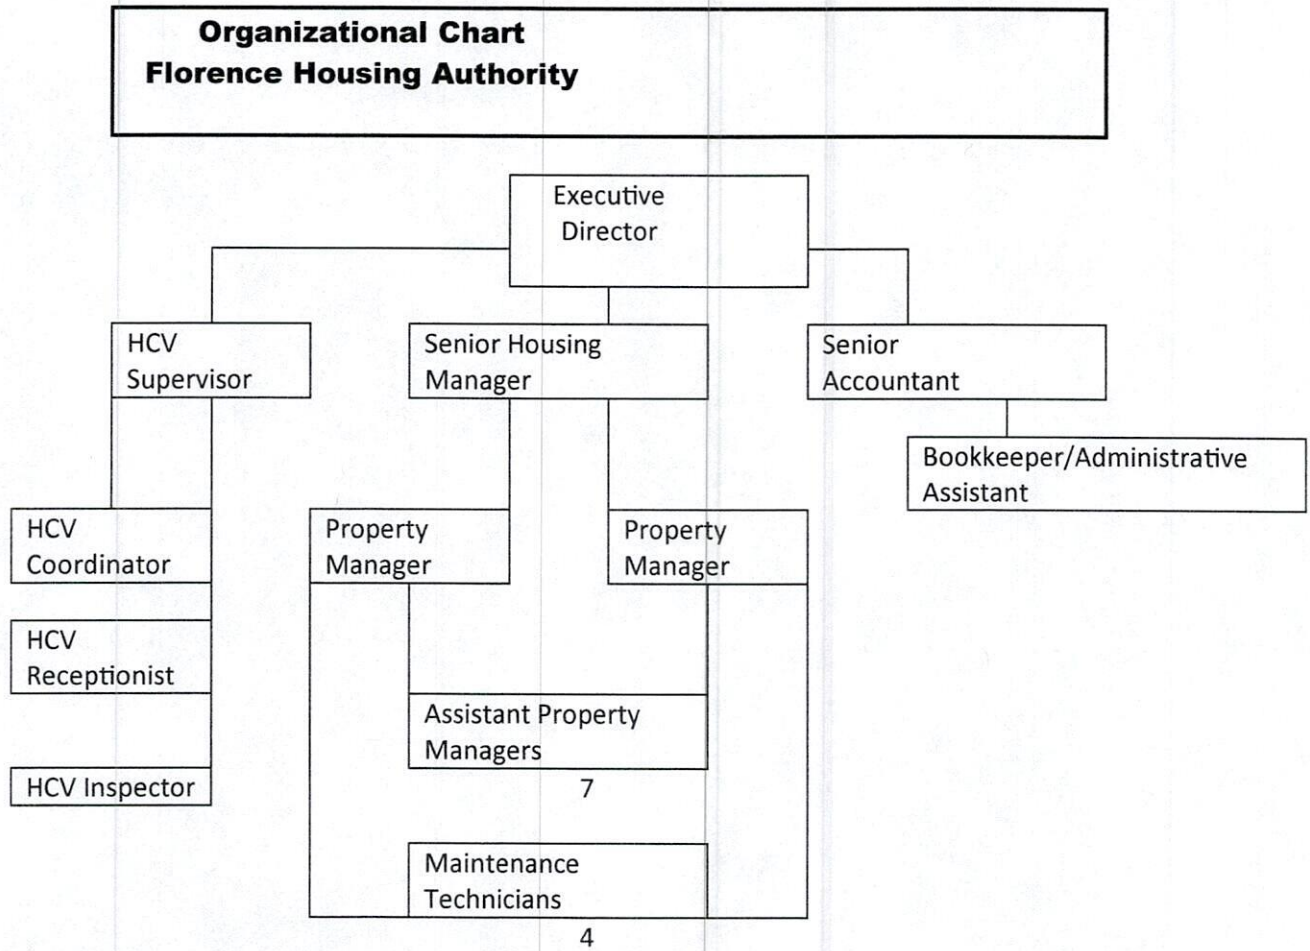 Organizational Chart
Florence Housing Authority
Executive
Director
HCV
Supervisor
Senior Housing
Manager
Senior
Accountant
Bookkeeper/Administrative
Assistant
HCV
Coordinator
Property
Manager
Property
Manager
HCV
Receptionist
Assistant Property
Managers
7
HCV Inspector
Maintenance
Technicians
4